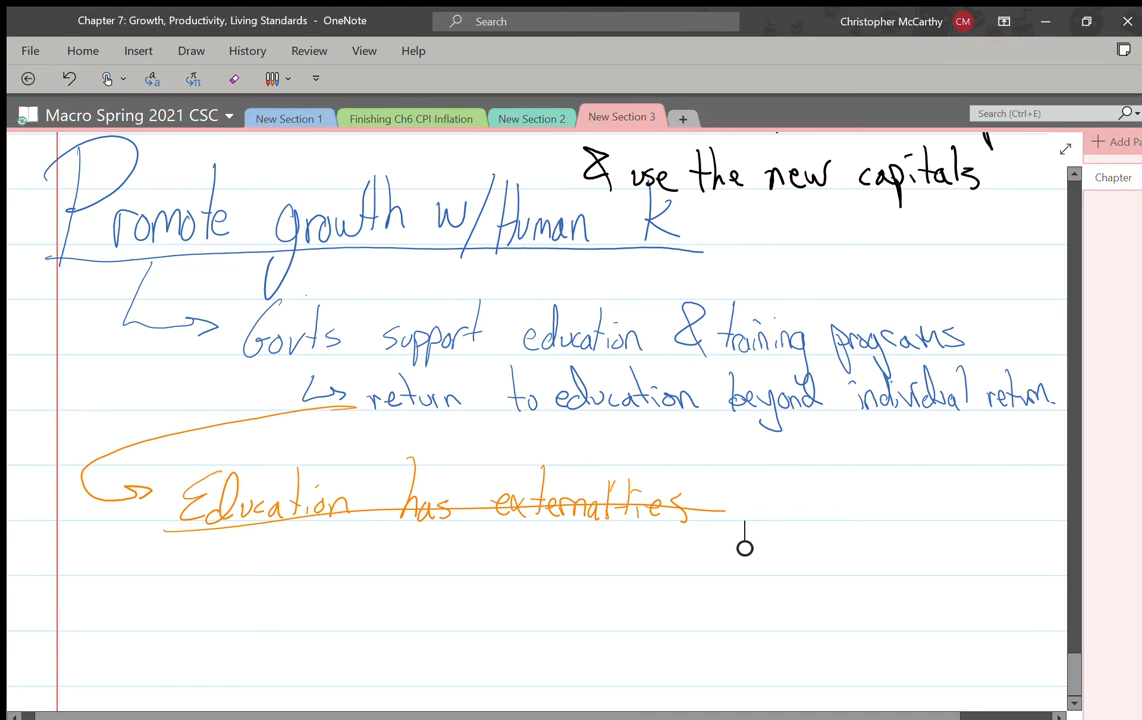 Chapter 7: Growth, Productivity, Living Standards - OneNote
Search
Christopher McCarthy CM
File Home Insert Draw History Review View Help
Macro Spring 2021 CSC
New Section 1 Finishing Ch6 CPI Inflation New Section 2 New Section 3 +
Search (Ctrl+E)
& use the new capitals
Add Pa
Chapter
Promote growth w/ Human K
Govts support education & training programs
return to education beyond individual return.
Education has externalities